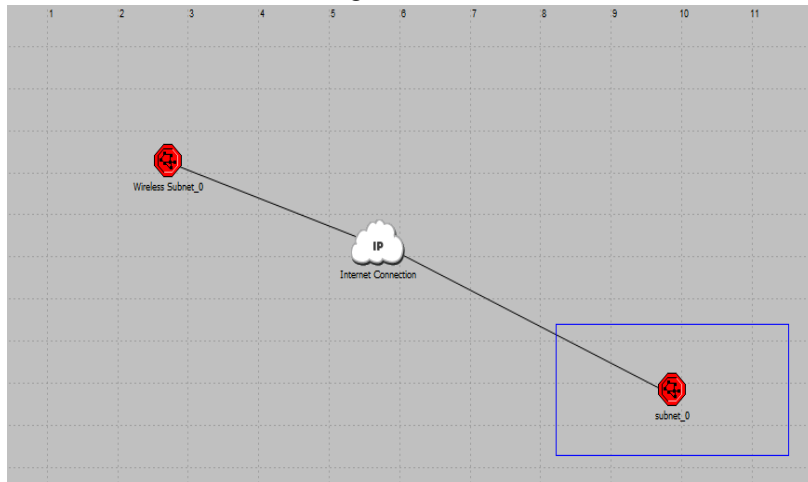 1 2 3 4 5 6 7 8 9 10 11
Wireless Subnet_0
IP
Internet Connection
subnet_0